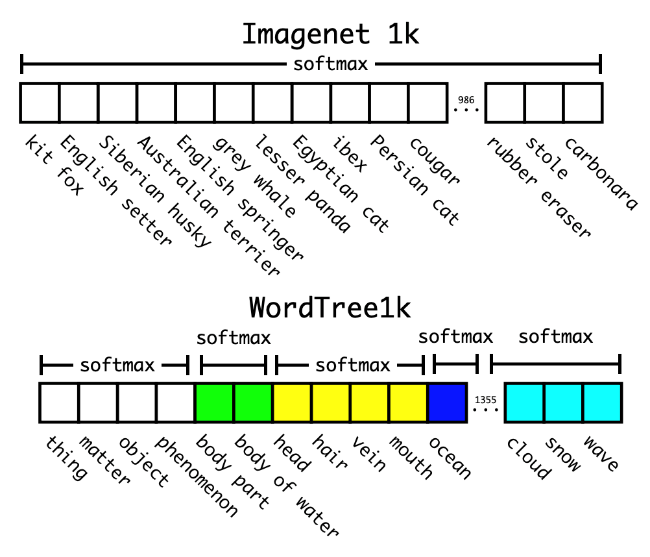 Imagenet 1k
softmax
986
...
kit fox
English setter
Siberian husky
Australian terrier
English springer
grey whale
lesser panda
Egyptian cat
ibex
Persian cat
cougar
rubber eraser
stole
carbonara
WordTree1k
softmax
softmax
softmax
softmax
softmax
1355
...
thing
matter
object
phenomenon
body part
body of water
head
hair
vein
mouth
ocean
cloud
snow
wave